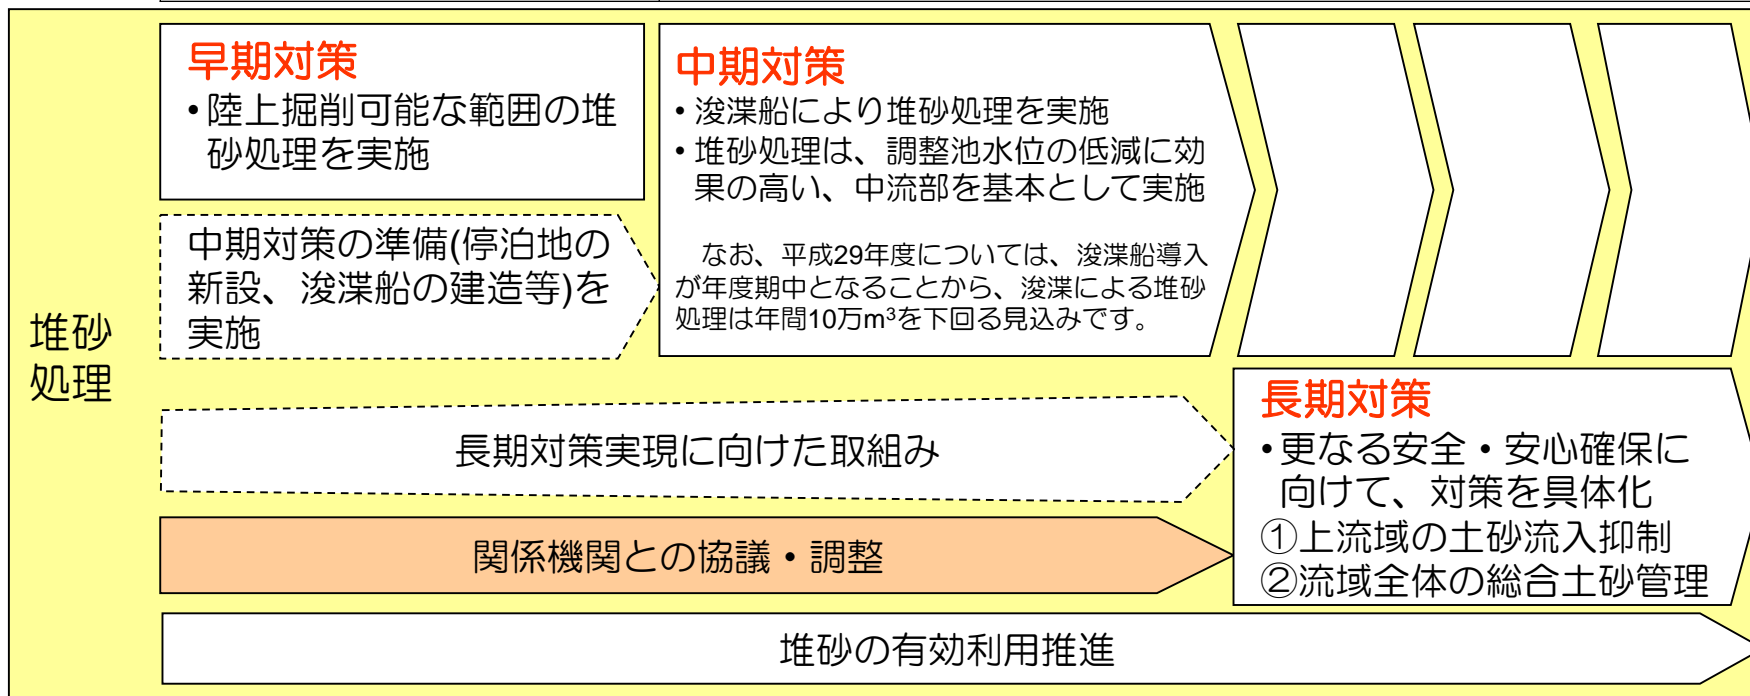 堆砂
処理
早期対策
•陸上掘削可能な範囲の堆
砂処理を実施
中期対策の準備(停泊地の
新設、浚渫船の建造等)を
実施
中期対策
•浚渫船により堆砂処理を実施
•堆砂処理は、調整池水位の低減に効
果の高い、中流部を基本として実施
なお、平成29年度については、浚渫船導入
が年度期中となることから、浚渫による堆砂
処理は年間10万m³を下回る見込みです。
長期対策実現に向けた取組み
関係機関との協議・調整
長期対策
•更なる安全・安心確保に
向けて、対策を具体化
①上流域の土砂流入抑制
②流域全体の総合土砂管理
堆砂の有効利用推進